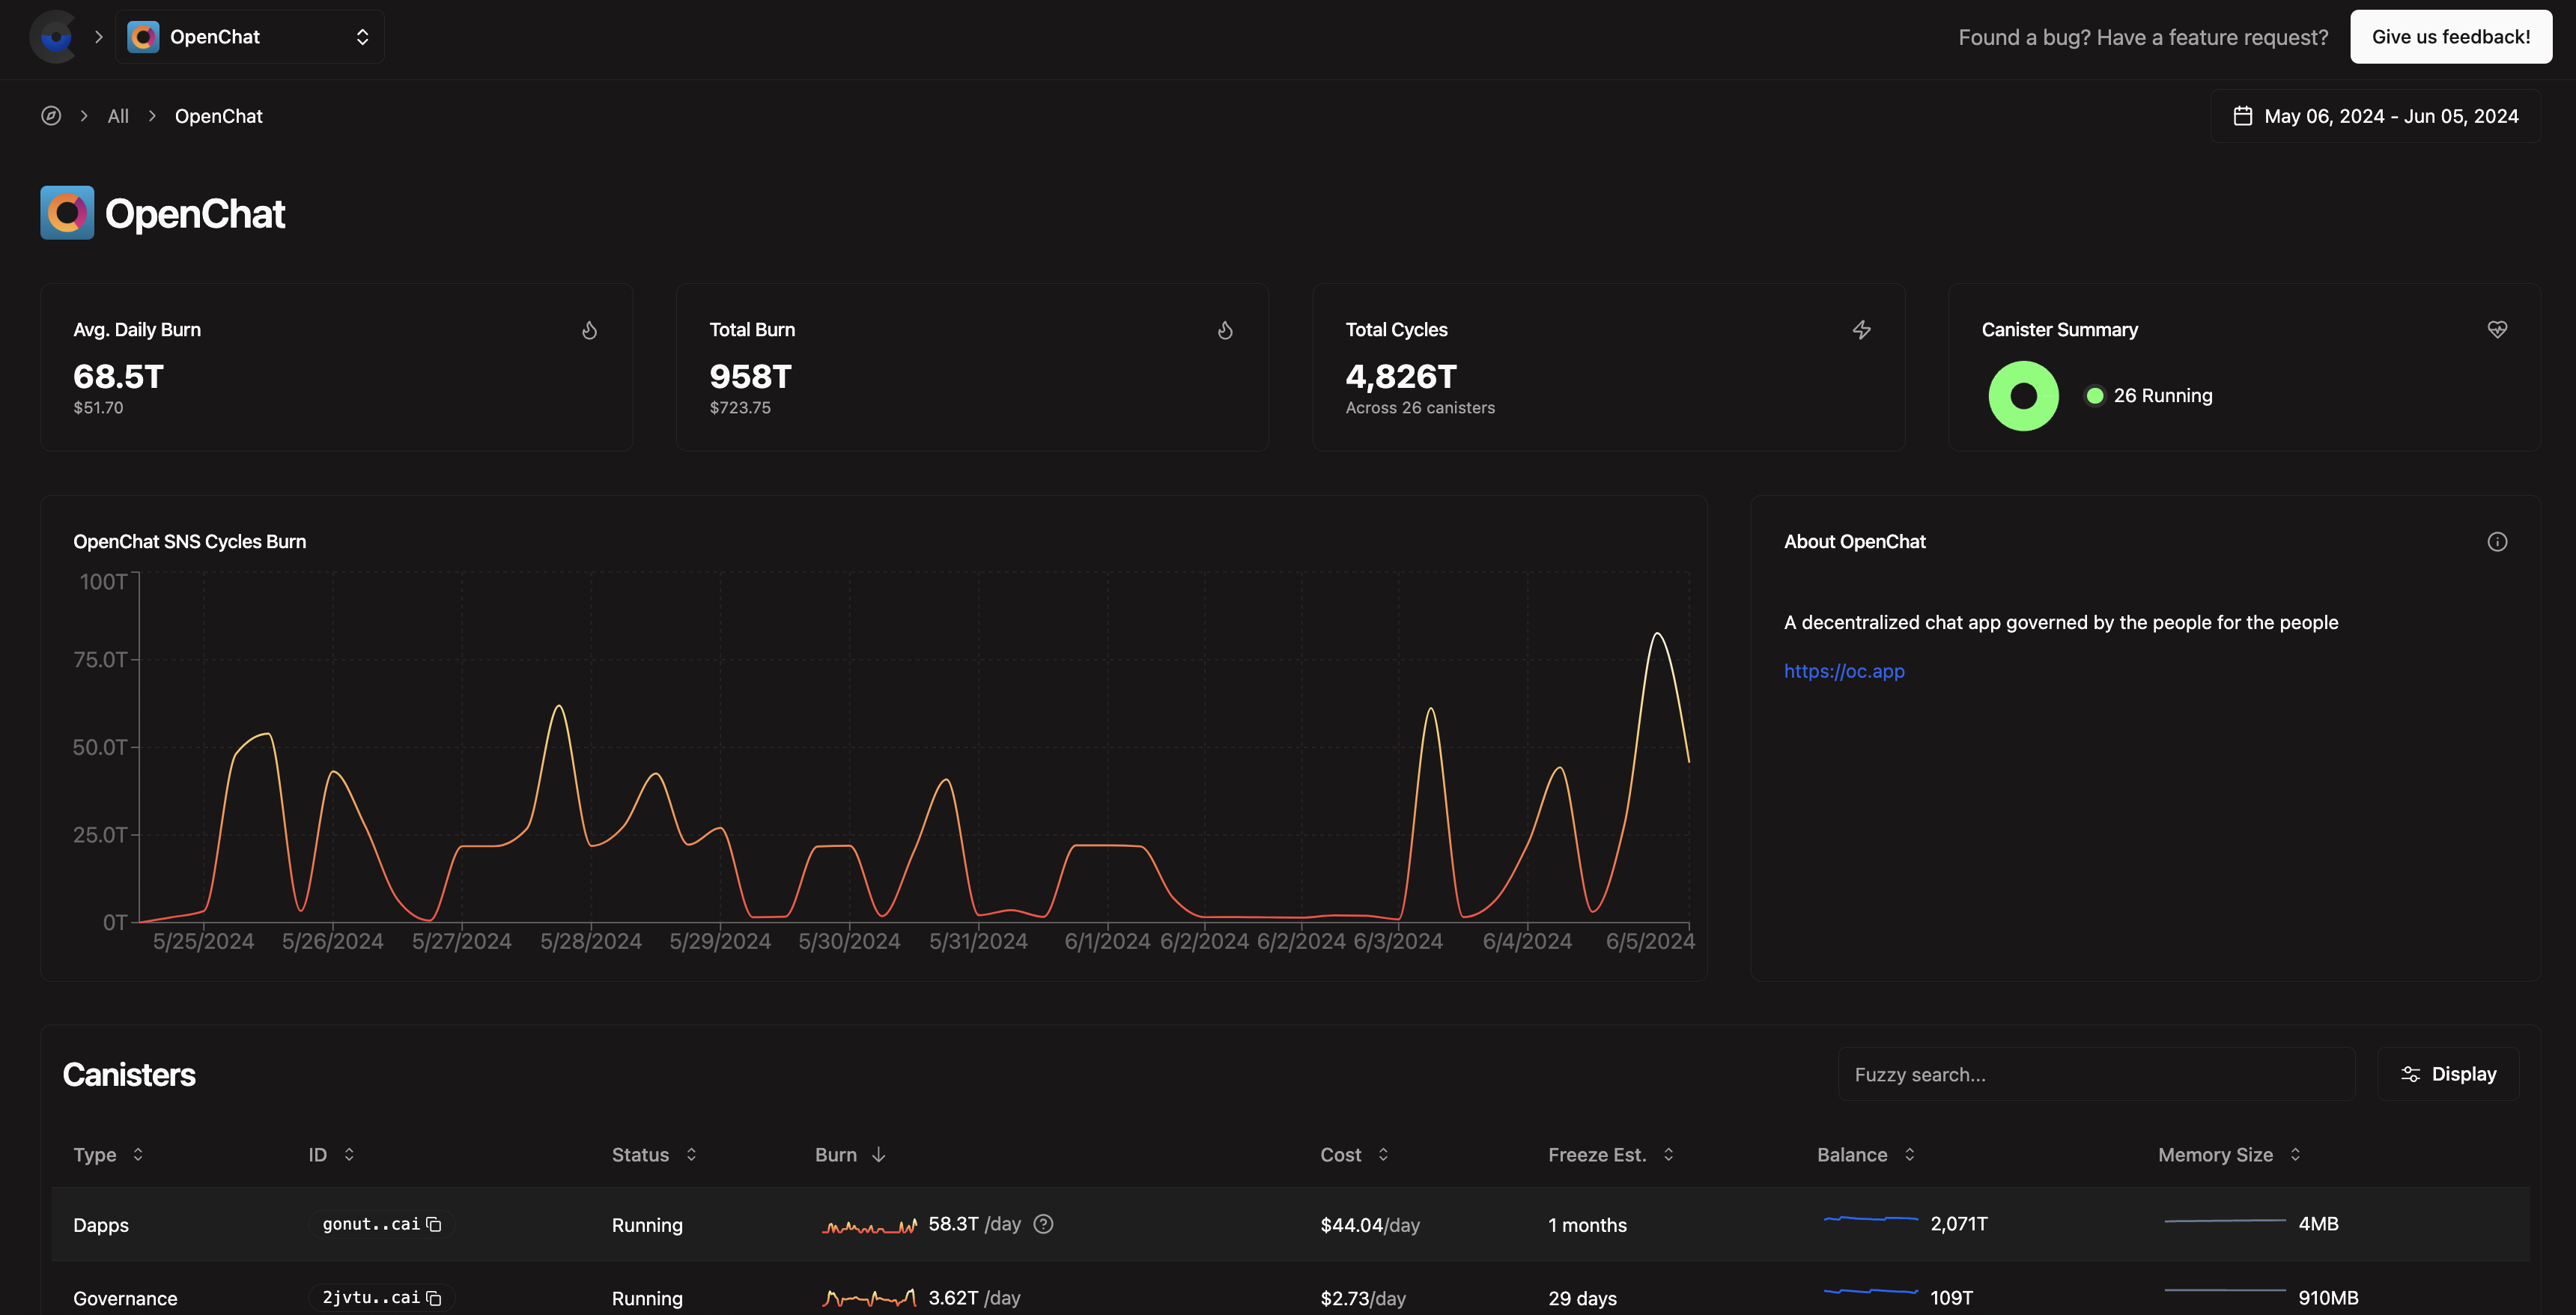 OpenChat
Found a bug? Have a feature request?
Give us feedback!
All
OpenChat
May 06, 2024 - Jun 05, 2024
OpenChat
Avg. Daily Burn
68.5T
$51.70
Total Burn
958T
$723.75
Total Cycles
4,826T
Across 26 canisters
Canister Summary
26 Running
OpenChat SNS Cycles Burn
100T
75.0T
50.0T
25.0T
0T
5/25/2024 5/26/2024 5/27/2024 5/28/2024 5/29/2024 5/30/2024 5/31/2024 6/1/2024 6/2/2024 6/2/2024 6/3/2024 6/4/2024 6/5/2024
About OpenChat
A decentralized chat app governed by the people for the people
https://oc.app
Canisters
Fuzzy search...
Display
Type ID Status Burn Cost Freeze Est. Balance Memory Size
Dapps gonut..cai Running 58.3T /day $44.04/day 1 months 2,071T 4MB
Governance 2jvtu..cai Running 3.62T /day $2.73/day 29 days 109T 910MB